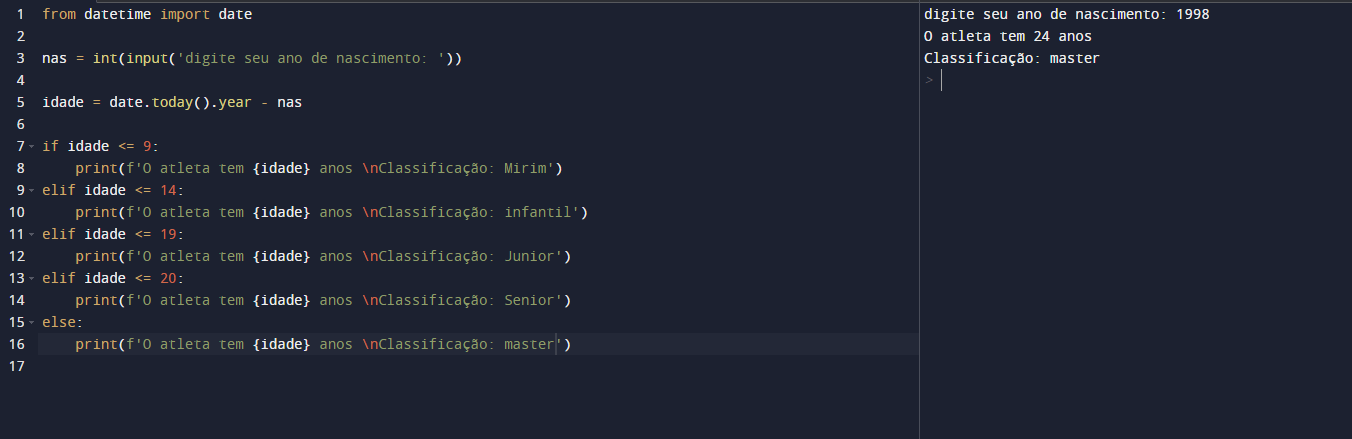 1 from datetime import date
2
3 nas = int(input('digite seu ano de nascimento: '))
4
5 idade = date.today().year - nas
6
7 if idade <= 9:
8     print(f'O atleta tem {idade} anos \nClassificação: Mirim')
9 elif idade <= 14:
10     print(f'O atleta tem {idade} anos \nClassificação: infantil')
11 elif idade <= 19:
12     print(f'O atleta tem {idade} anos \nClassificação: Junior')
13 elif idade <= 20:
14     print(f'O atleta tem {idade} anos \nClassificação: Senior')
15 else:
16     print(f'O atleta tem {idade} anos \nClassificação: master')
17
digite seu ano de nascimento: 1998
O atleta tem 24 anos
Classificação: master
>